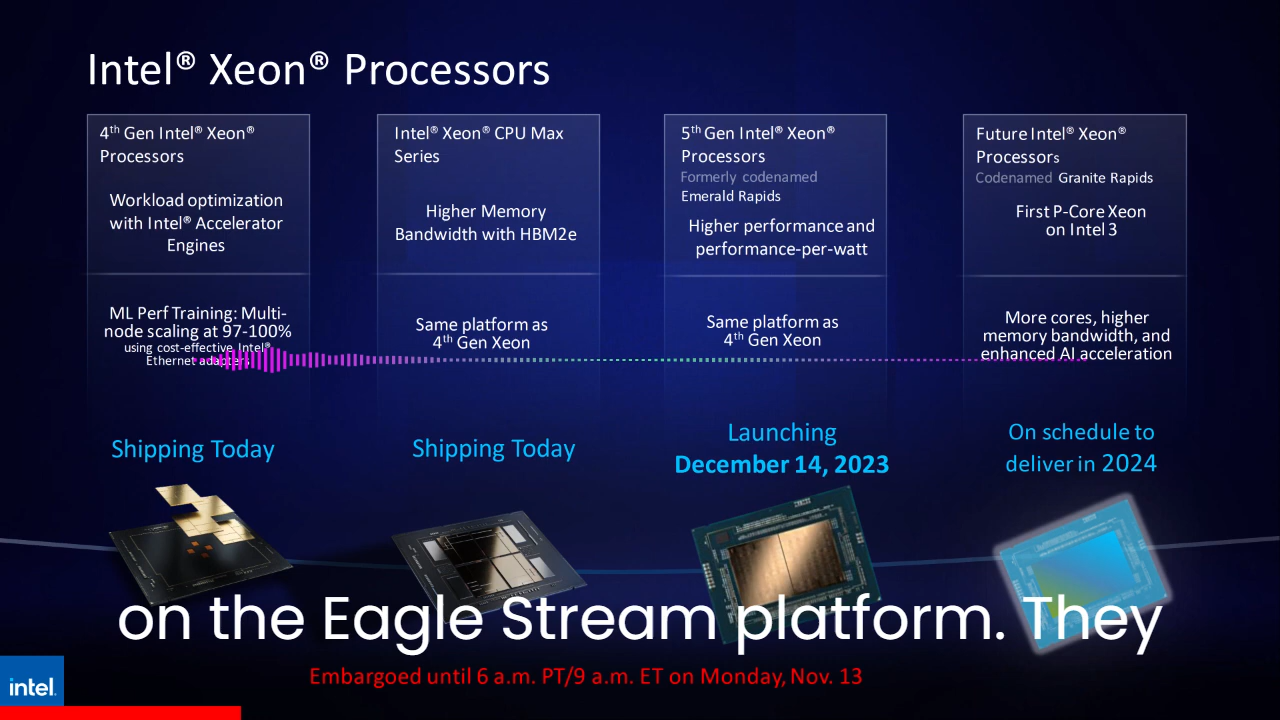 Intel® Xeon® Processors
4th Gen Intel® Xeon®
Processors
Workload optimization
with Intel® Accelerator
Engines
ML Perf Training: Multi-
node scaling at 97-100%
using cost-effective Intel®
Ethernet adapters
Shipping Today
Intel® Xeon® CPU Max
Series
Higher Memory
Bandwidth with HBM2e
Same platform as
4th Gen Xeon
Shipping Today
5th Gen Intel® Xeon®
Processors
Formerly codenamed
Emerald Rapids
Higher performance and
performance-per-watt
Same platform as
4th Gen Xeon
Launching
December 14, 2023
Future Intel® Xeon®
Processors
Codenamed Granite Rapids
First P-Core Xeon
on Intel 3
More cores, higher
memory bandwidth, and
enhanced AI acceleration
On schedule to
deliver in 2024
on the Eagle Stream platform. They
Embargoed until 6 a.m. PT/9 a.m. ET on Monday, Nov. 13
intel.